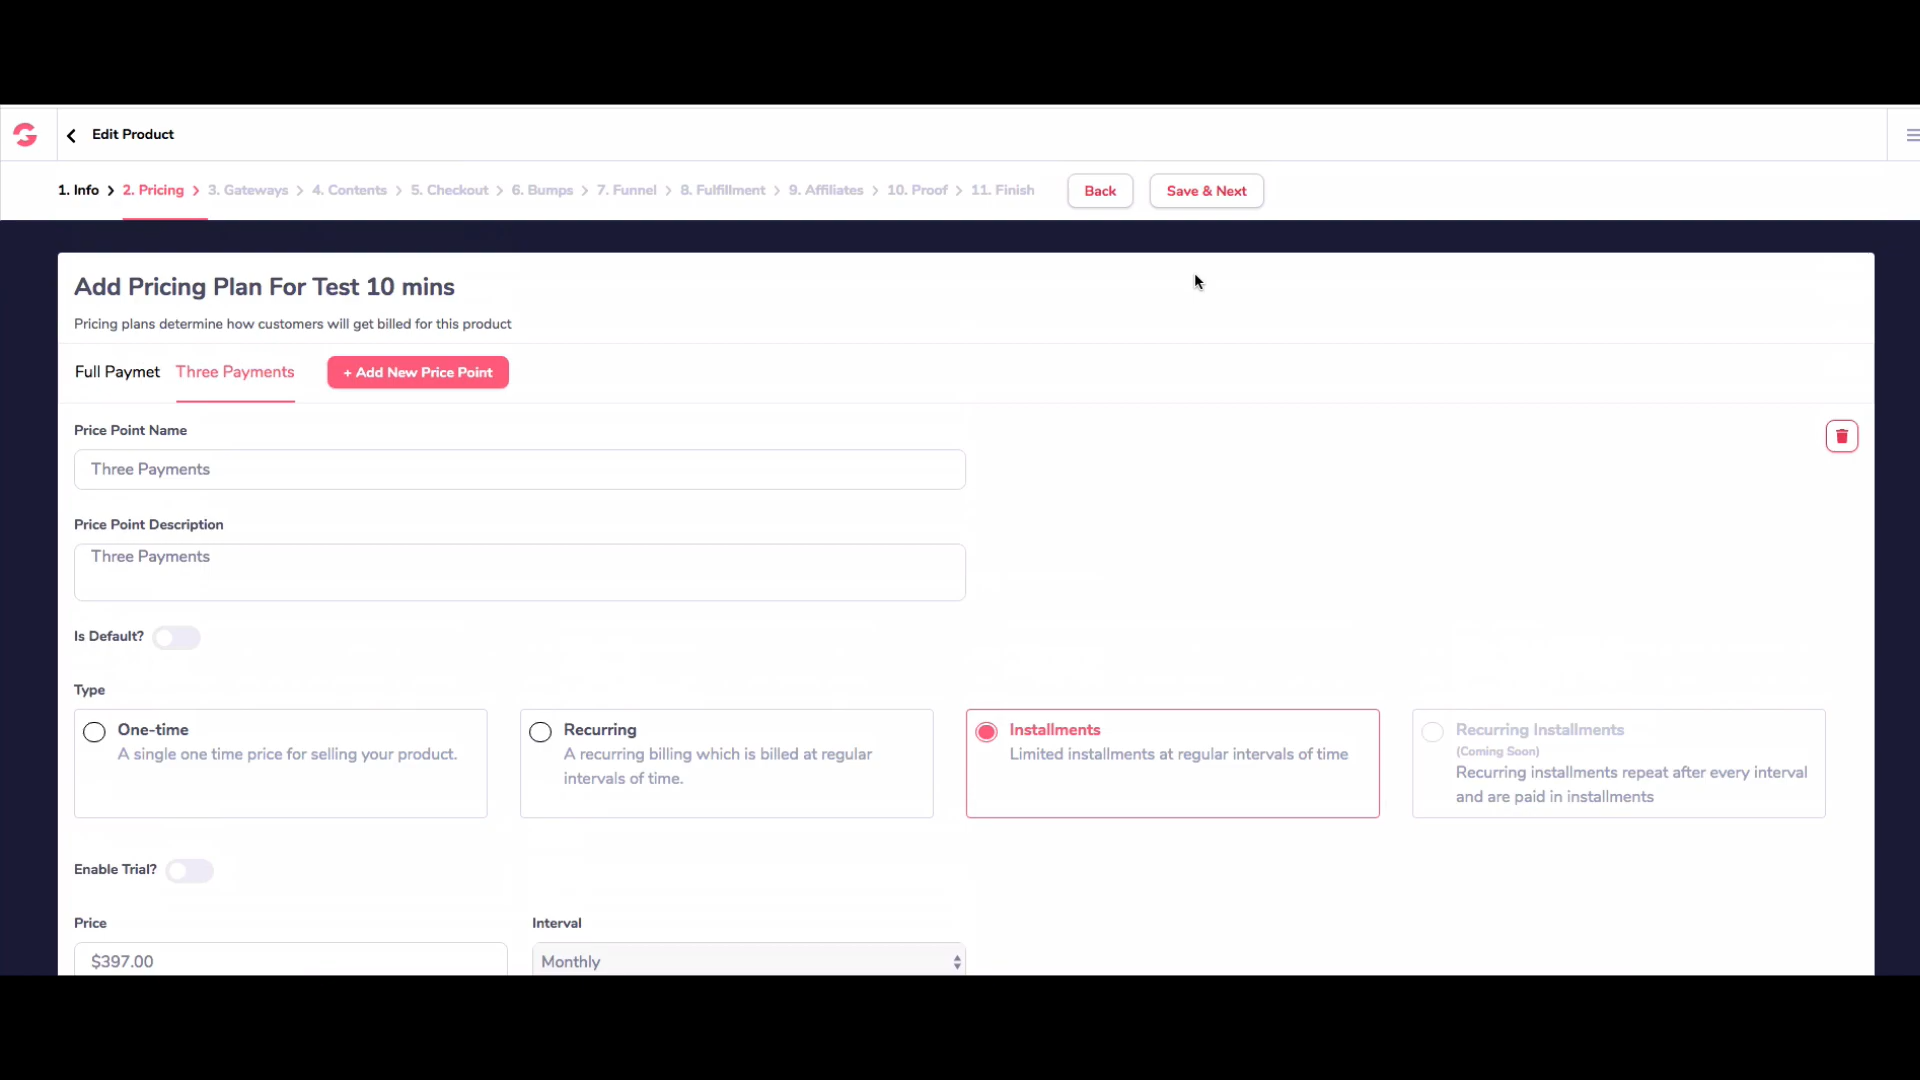 Edit Product
1. Info > 2. Pricing > 3. Gateways > 4. Contents > 5. Checkout > 6. Bumps > 7. Funnel > 8. Fulfillment > 9. Affiliates > 10. Proof > 11. Finish Back Save & Next
Add Pricing Plan For Test 10 mins
Pricing plans determine how customers will get billed for this product
Full Paymet Three Payments + Add New Price Point
Price Point Name
Three Payments
Price Point Description
Three Payments
Is Default?
Type
One-time
A single one time price for selling your product.
Recurring
A recurring billing which is billed at regular
intervals of time.
Installments
Limited installments at regular intervals of time
Recurring Installments
(Coming Soon)
Recurring installments repeat after every interval
and are paid in installments
Enable Trial?
Price Interval
$397.00 Monthly